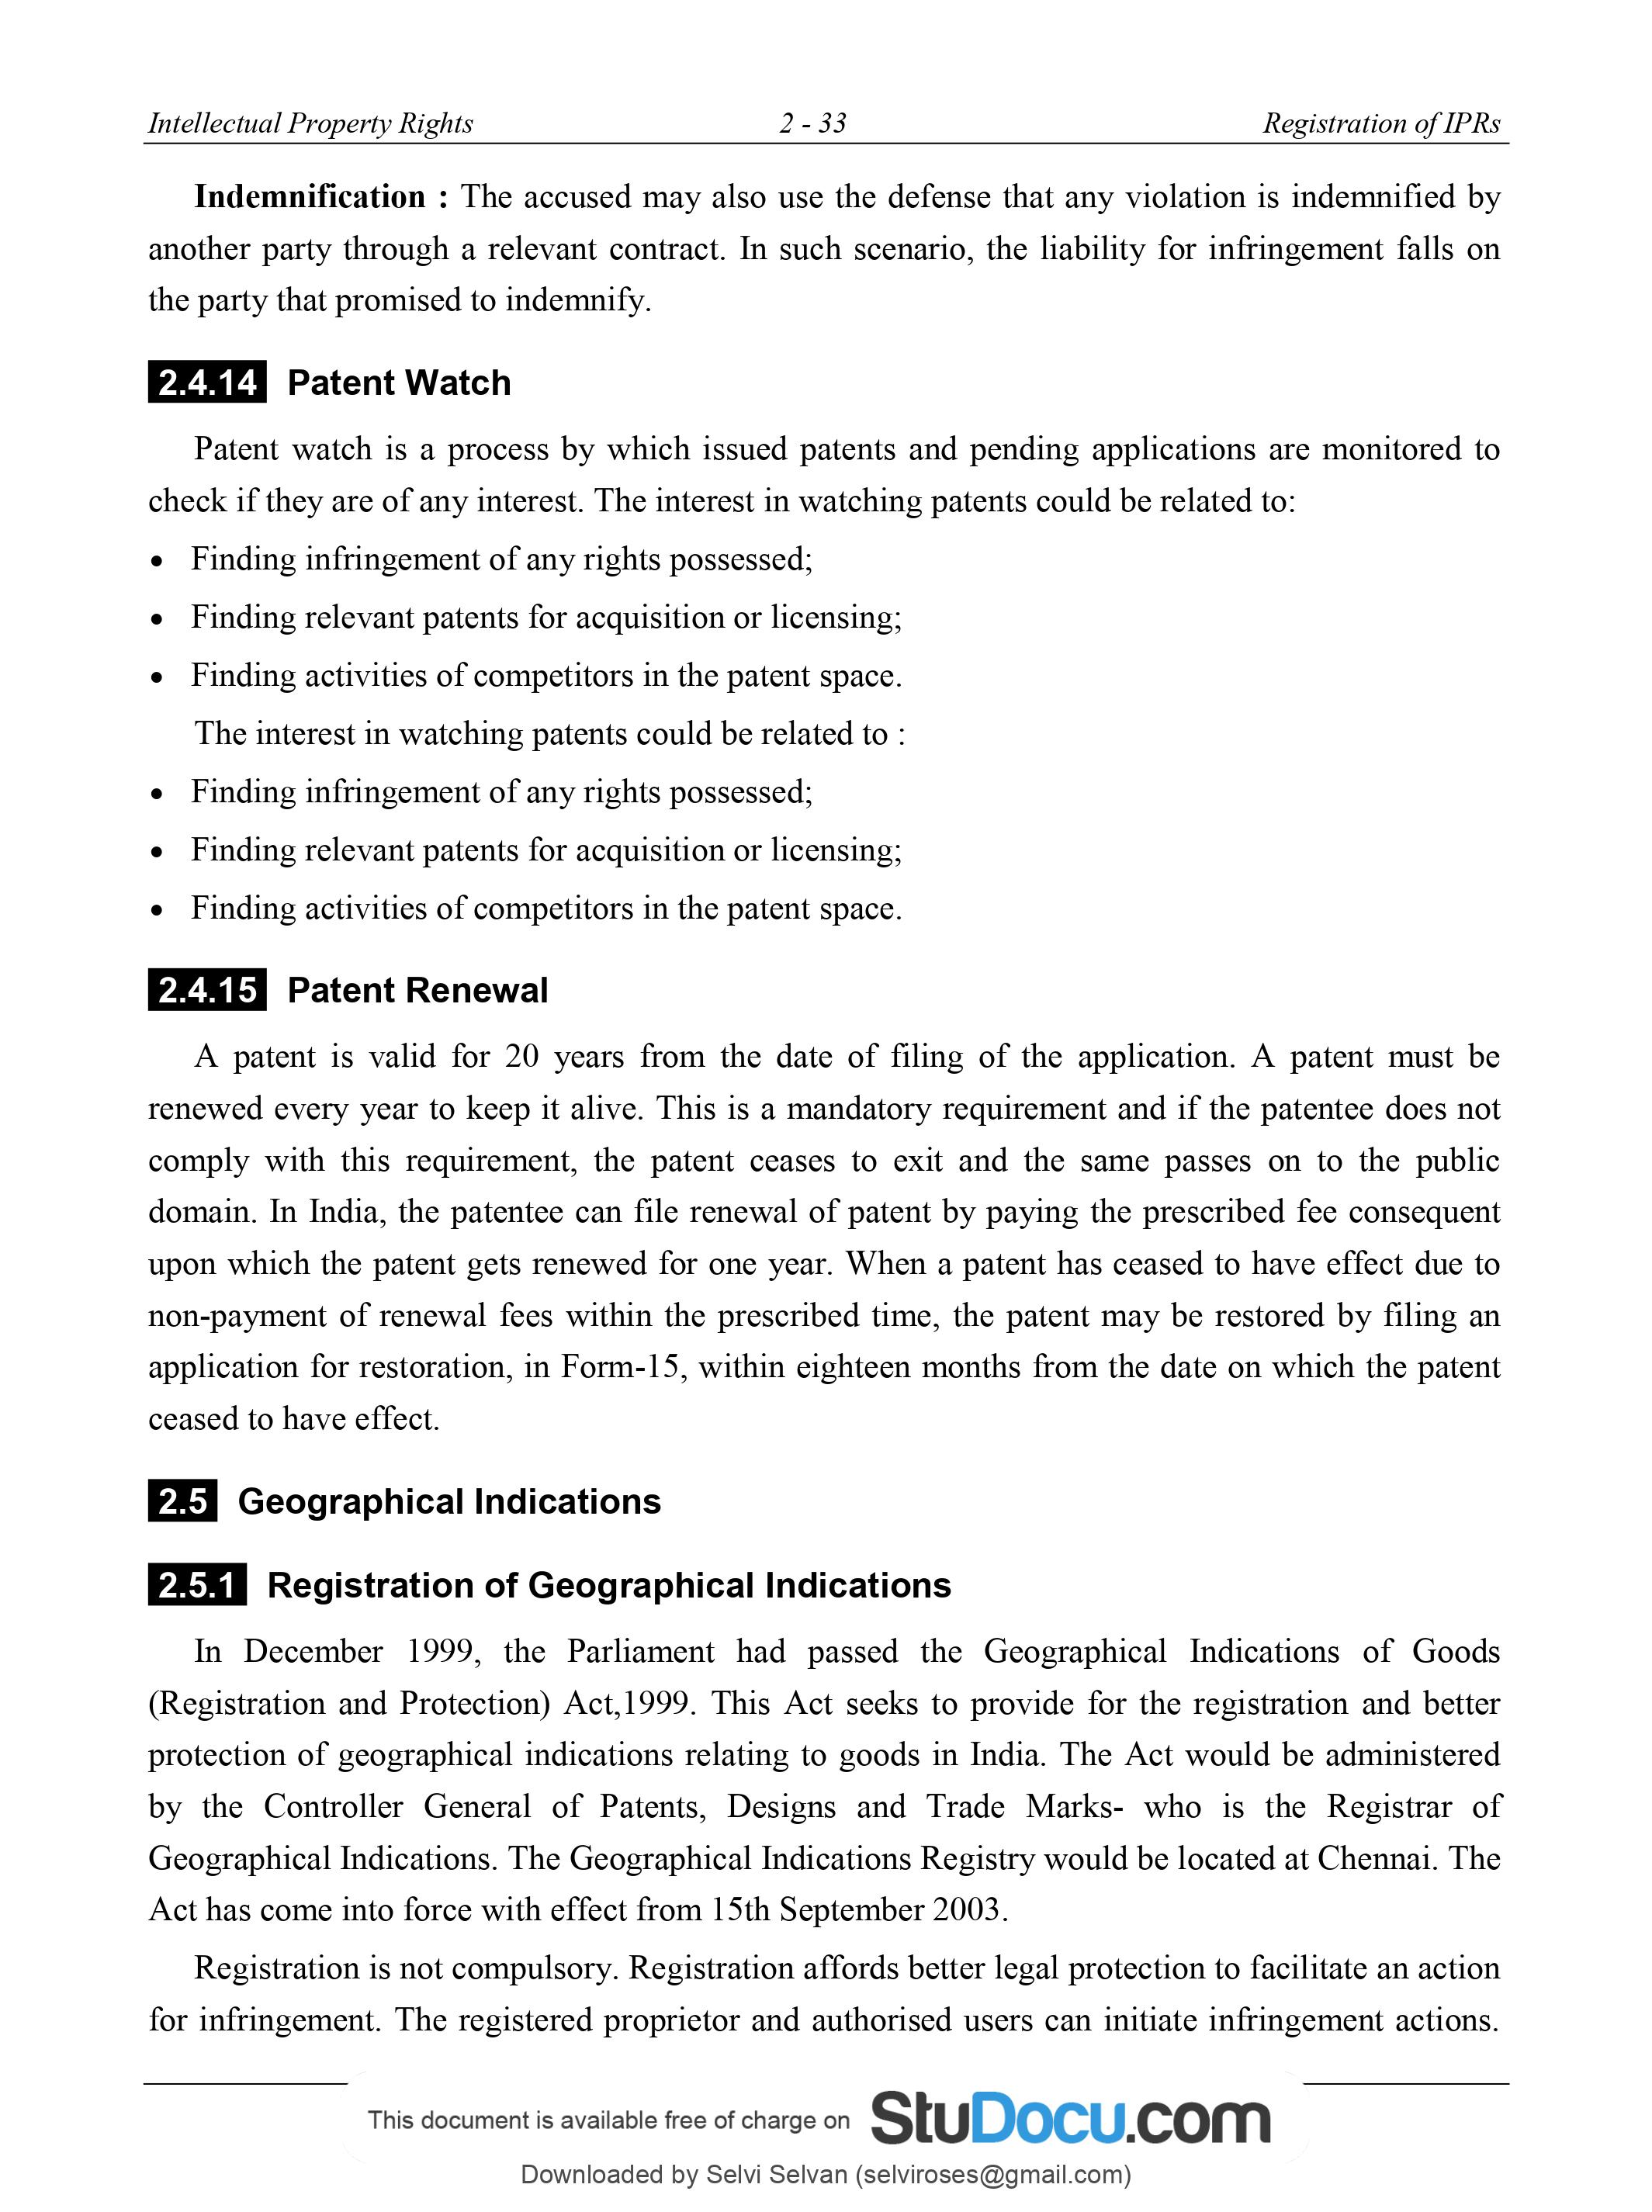 Intellectual Property Rights 2 - 33 Registration of IPRs
Indemnification : The accused may also use the defense that any violation is indemnified by
another party through a relevant contract. In such scenario, the liability for infringement falls on
the party that promised to indemnify.
2.4.14 Patent Watch
Patent watch is a process by which issued patents and pending applications are monitored to
check if they are of any interest. The interest in watching patents could be related to:
• Finding infringement of any rights possessed;
• Finding relevant patents for acquisition or licensing;
• Finding activities of competitors in the patent space.
The interest in watching patents could be related to :
• Finding infringement of any rights possessed;
• Finding relevant patents for acquisition or licensing;
• Finding activities of competitors in the patent space.
2.4.15 Patent Renewal
A patent is valid for 20 years from the date of filing of the application. A patent must be
renewed every year to keep it alive. This is a mandatory requirement and if the patentee does not
comply with this requirement, the patent ceases to exit and the same passes on to the public
domain. In India, the patentee can file renewal of patent by paying the prescribed fee consequent
upon which the patent gets renewed for one year. When a patent has ceased to have effect due to
non-payment of renewal fees within the prescribed time, the patent may be restored by filing an
application for restoration, in Form-15, within eighteen months from the date on which the patent
ceased to have effect.
2.5 Geographical Indications
2.5.1 Registration of Geographical Indications
In December 1999, the Parliament had passed the Geographical Indications of Goods
(Registration and Protection) Act,1999. This Act seeks to provide for the registration and better
protection of geographical indications relating to goods in India. The Act would be administered
by the Controller General of Patents, Designs and Trade Marks- who is the Registrar of
Geographical Indications. The Geographical Indications Registry would be located at Chennai. The
Act has come into force with effect from 15th September 2003.
Registration is not compulsory. Registration affords better legal protection to facilitate an action
for infringement. The registered proprietor and authorised users can initiate infringement actions.
This document is available free of charge on StuDocu.com
Downloaded by Selvi Selvan (selviroses@gmail.com)